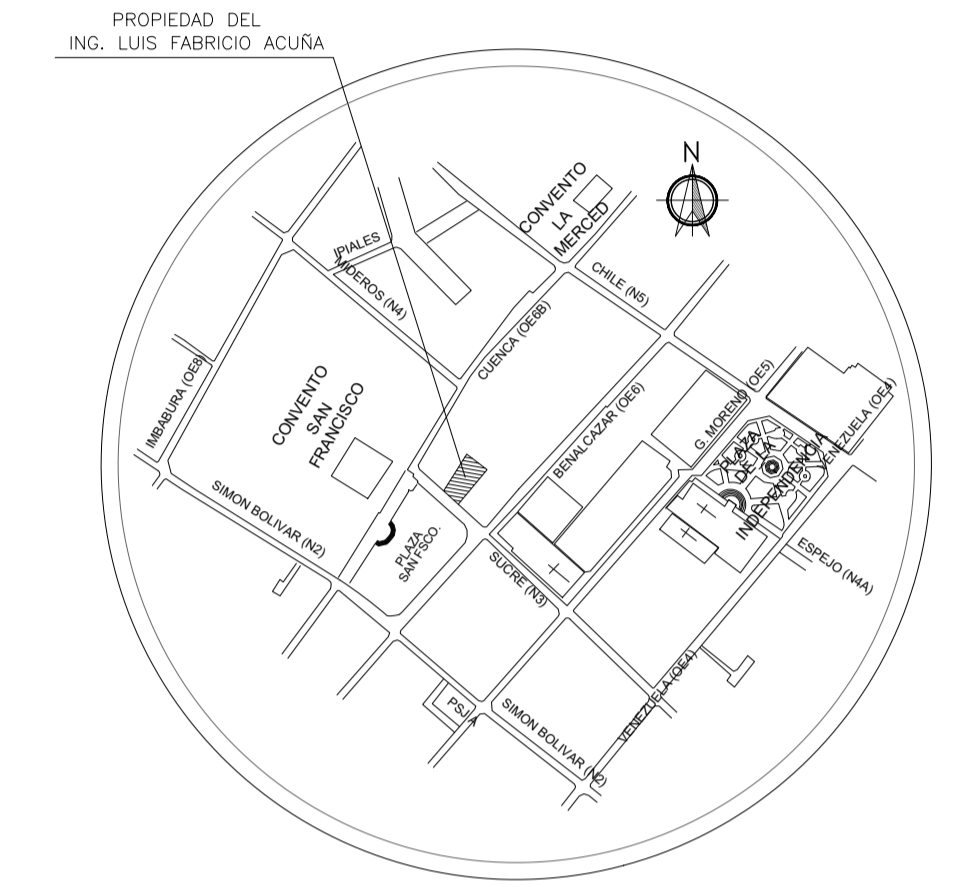 PROPIEDAD DEL
ING. LUIS FABRICIO ACUÑA
N
CONVENTO
LA
MERCED
IPIALES
MIDEROS (N4)
CHILE (N5)
CUENCA (OE6B)
IMBABURA (OE8)
CONVENTO
SAN
FRANCISCO
BENALCAZAR (OE6)
G. MORENO (OE5)
VENEZUELA (OE4)
PLAZA
DE LA
INDEPENDENCIA
SIMON BOLIVAR (N2)
PLAZA
SAN FSCO.
SUCRE (N3)
ESPEJO (N4A)
VENEZUELA (OE4)
PSJ A
SIMON BOLIVAR (N2)